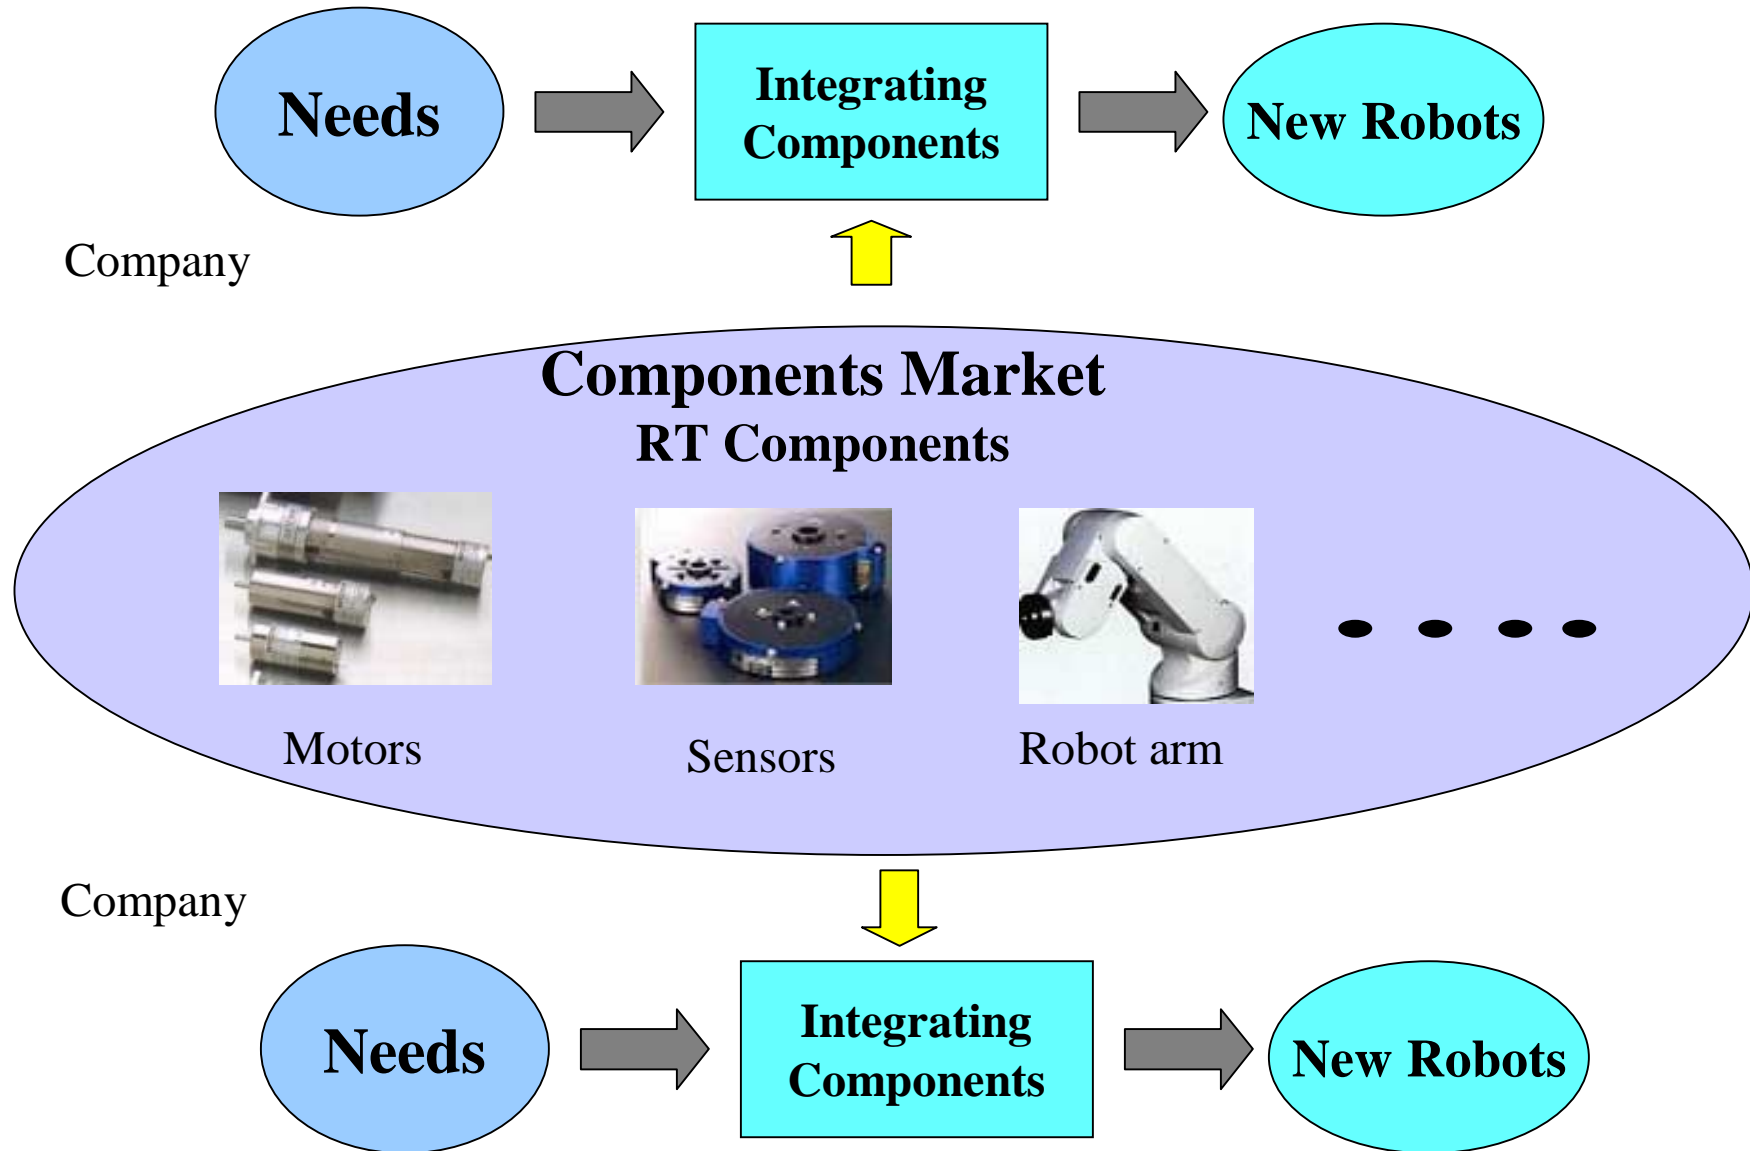 Needs
Integrating
Components
New Robots
Company
Components Market
RT Components
Motors
Sensors
Robot arm
Company
Needs
Integrating
Components
New Robots